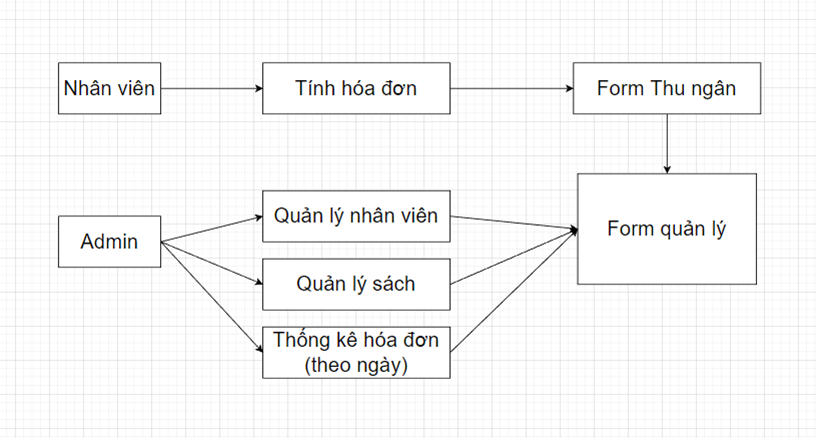 Nhân viên
Tính hóa đơn
Form Thu ngân
Quản lý nhân viên
Form quản lý
Admin
Quản lý sách
Thống kê hóa đơn
(theo ngày)